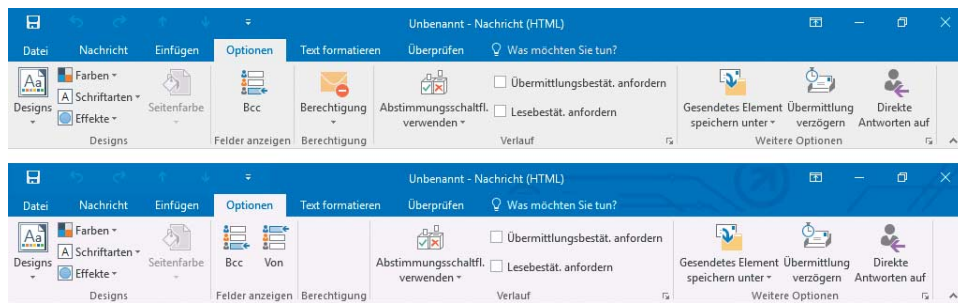 Unbenannt - Nachricht (HTML)
Datei Nachricht Einfügen Optionen Text formatieren Überprüfen Was möchten Sie tun?
Aa Farben
A Schriftarten
Designs Effekte Seitenfarbe Bcc Berechtigung Abstimmungsschaltfl. verwenden Übermittlungsbestät. anfordern
Lesebestät. anfordern
Gesendetes Element speichern unter Übermittlung verzögern Direkte Antworten auf
Designs Felder anzeigen Berechtigung Verlauf Weitere Optionen
Unbenannt - Nachricht (HTML)
Datei Nachricht Einfügen Optionen Text formatieren Überprüfen Was möchten Sie tun?
Aa Farben
A Schriftarten
Designs Effekte Seitenfarbe Bcc Von Abstimmungsschaltfl. verwenden Übermittlungsbestät. anfordern
Lesebestät. anfordern
Gesendetes Element speichern unter Übermittlung verzögern Direkte Antworten auf
Designs Felder anzeigen Berechtigung Verlauf Weitere Optionen